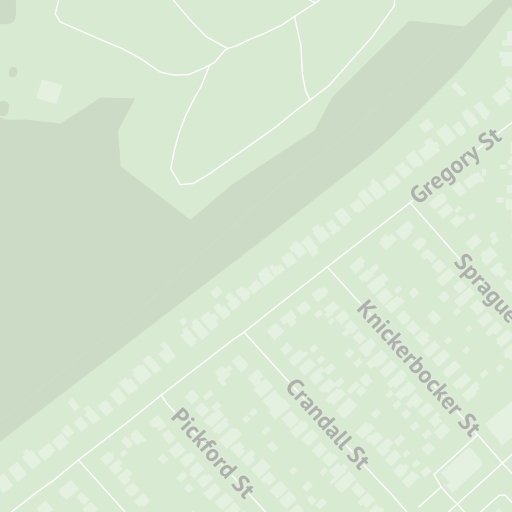 Gregory St
Sprague
Knickerbocker St
Crandall St
Pickford St